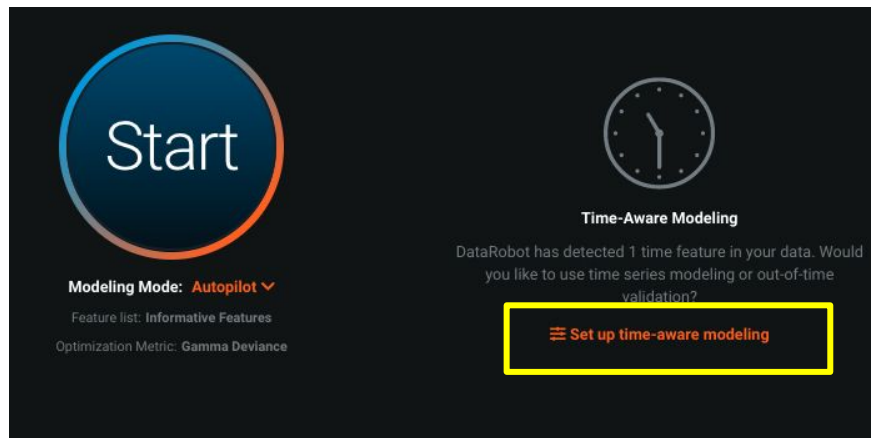 Start
Modeling Mode: Autopilot
Feature list: Informative Features
Optimization Metric: Gamma Deviance
Time-Aware Modeling
DataRobot has detected 1 time feature in your data. Would
you like to use time series modeling or out-of-time
validation?
Set up time-aware modeling